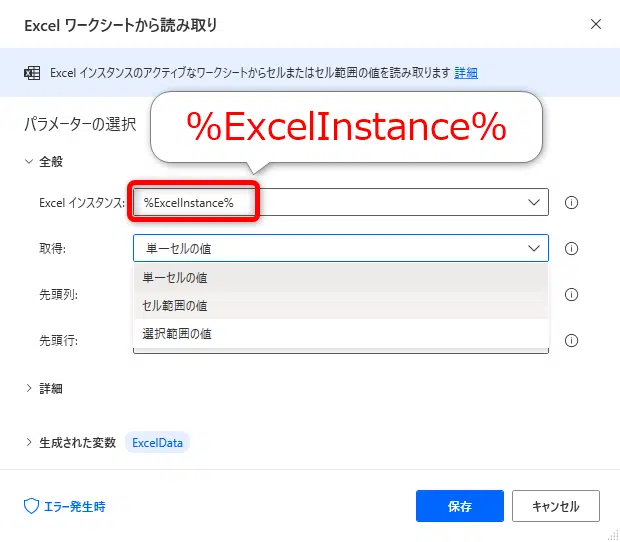 Excel ワークシートから読み取り
Excel インスタンスのアクティブなワークシートからセルまたはセル範囲の値を読み取ります 詳細
パラメーターの選択
%ExcelInstance%
全般
Excel インスタンス: %ExcelInstance%
取得: 単一セルの値
単一セルの値
先頭列:
セル範囲の値
選択範囲の値
先頭行:
詳細
生成された変数 ExcelData
エラー発生時 保存 キャンセル